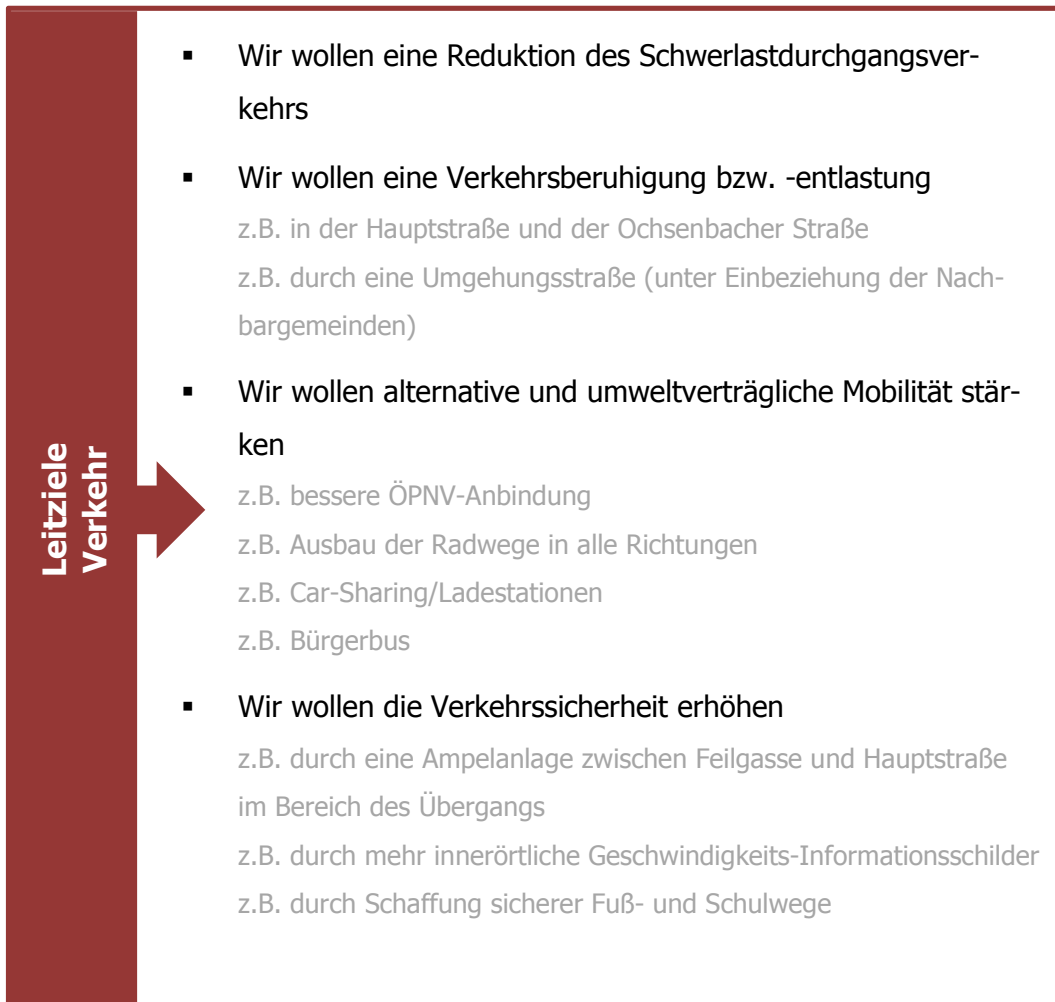 Leitziele
Verkehr
▪ Wir wollen eine Reduktion des Schwerlastdurchgangsver-
kehrs
▪ Wir wollen eine Verkehrsberuhigung bzw. -entlastung
z.B. in der Hauptstraße und der Ochsenbacher Straße
z.B. durch eine Umgehungsstraße (unter Einbeziehung der Nach-
bargemeinden)
▪ Wir wollen alternative und umweltverträgliche Mobilität stär-
ken
z.B. bessere ÖPNV-Anbindung
z.B. Ausbau der Radwege in alle Richtungen
z.B. Car-Sharing/Ladestationen
z.B. Bürgerbus
▪ Wir wollen die Verkehrssicherheit erhöhen
z.B. durch eine Ampelanlage zwischen Feilgasse und Hauptstraße
im Bereich des Übergangs
z.B. durch mehr innerörtliche Geschwindigkeits-Informationsschilder
z.B. durch Schaffung sicherer Fuß- und Schulwege